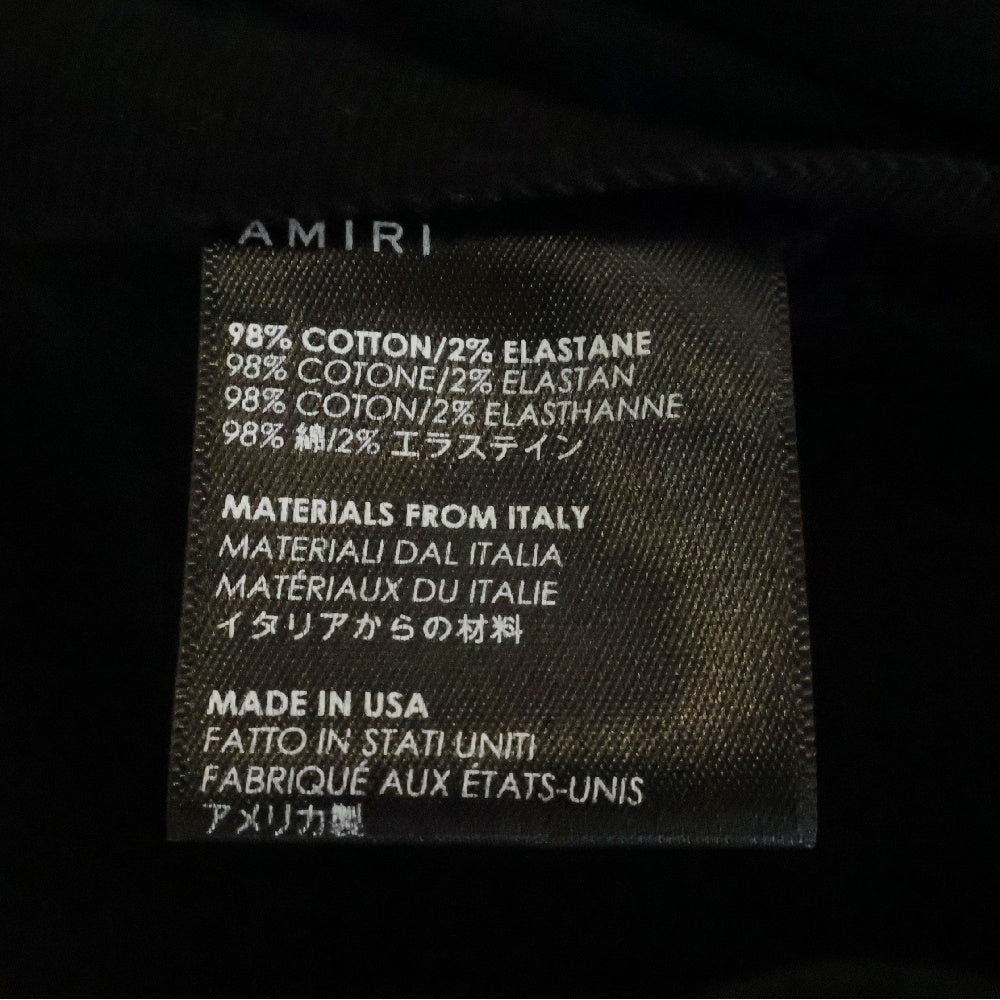 AMIRI
98% COTTON/2% ELASTANE
98% COTONE/2% ELASTAN
98% COTON/2% ELASTHANNE
98% 綿/2% エラステイン
MATERIALS FROM ITALY
MATERIALI DAL ITALIA
MATÉRIAUX DU ITALIE
イタリアからの材料
MADE IN USA
FATTO IN STATI UNITI
FABRIQUÉ AUX ÉTATS-UNIS
アメリカ製